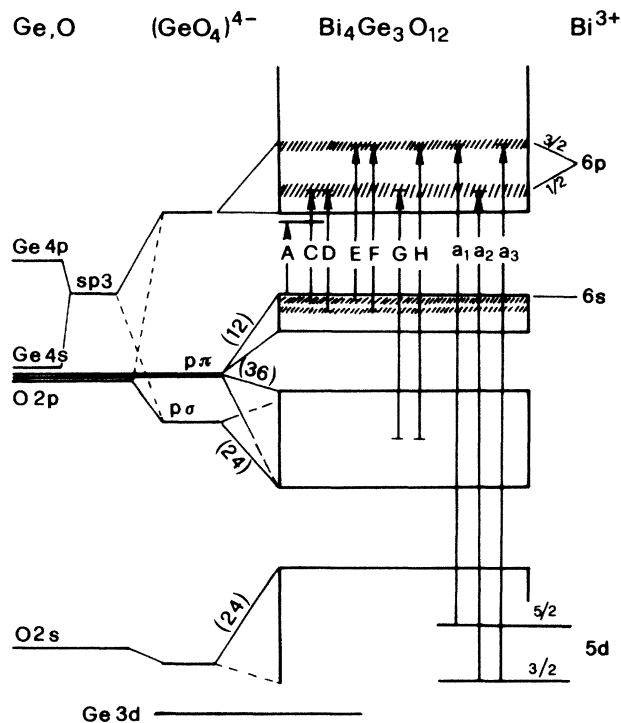 Ge,O (GeO4)4− Bi4Ge3O12 Bi3+
3/2
6p
1/2
A C D E F G H a1 a2 a3
Ge 4p
sp3
6s
(12)
Ge 4s
pπ
(36)
O 2p
pσ
(24)
(24)
5/2
O 2s
5d
3/2
Ge 3d